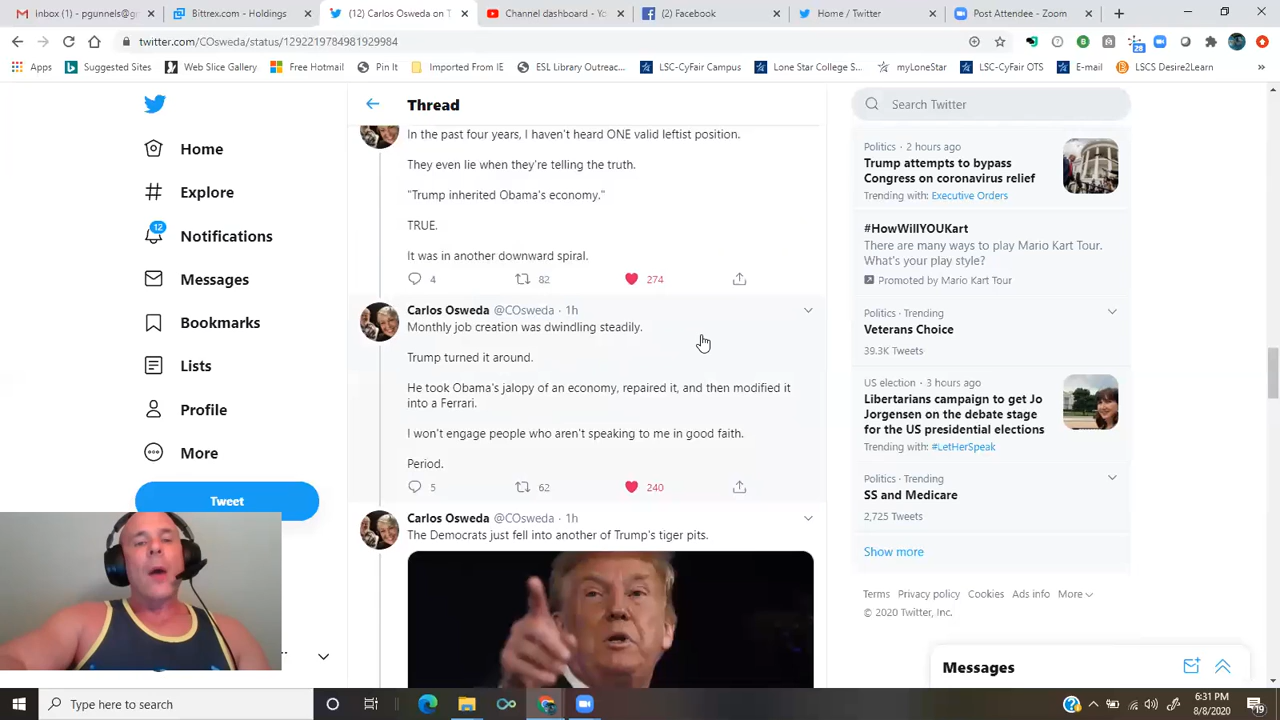 Inbox (1) - pgunnels@g
Bittrex.com - Holdings
(12) Carlos Osweda on T
Channel dashboard - Yo
(2) Facebook
Home / Twitter
Post Attendee - Zoom
twitter.com/COsweda/status/1292219784981929984
28
Apps
Suggested Sites
Web Slice Gallery
Free Hotmail
Pin It
Imported From IE
ESL Library Outreac...
LSC-CyFair Campus
Lone Star College S...
myLoneStar
LSC-CyFair OTS
E-mail
LSCS Desire2Learn
»
Home
Explore
12
Notifications
Messages
Bookmarks
Lists
Profile
More
Tweet
Thread
In the past four years, I haven't heard ONE valid leftist position.
They even lie when they're telling the truth.
"Trump inherited Obama's economy."
TRUE.
It was in another downward spiral.
4 82 274
Carlos Osweda @COsweda · 1h
Monthly job creation was dwindling steadily.
Trump turned it around.
He took Obama's jalopy of an economy, repaired it, and then modified it
into a Ferrari.
I won't engage people who aren't speaking to me in good faith.
Period.
5 62 240
Carlos Osweda @COsweda · 1h
The Democrats just fell into another of Trump's tiger pits.
Search Twitter
Politics · 2 hours ago
Trump attempts to bypass
Congress on coronavirus relief
Trending with: Executive Orders
#HowWillYOUKart
There are many ways to play Mario Kart Tour.
What's your play style?
Promoted by Mario Kart Tour
Politics · Trending
Veterans Choice
39.3K Tweets
US election · 3 hours ago
Libertarians campaign to get Jo
Jorgensen on the debate stage
for the US presidential elections
Trending with: #LetHerSpeak
Politics · Trending
SS and Medicare
2,725 Tweets
Show more
Terms Privacy policy Cookies Ads info More
© 2020 Twitter, Inc.
Messages
Type here to search
6:31 PM
8/8/2020
19